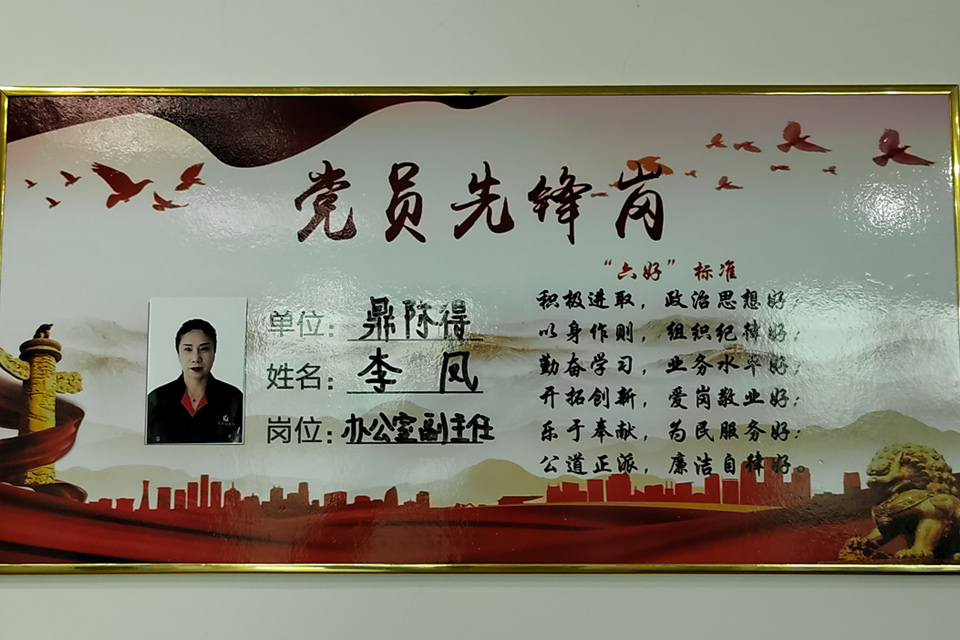 党员先锋岗
单位：鼎际得
姓名：李凤
岗位：办公室副主任
“六好”标准
积极进取，政治思想好；
以身作则，组织纪律好；
勤奋学习，业务水平好；
开拓创新，爱岗敬业好；
乐于奉献，为民服务好；
公道正派，廉洁自律好。